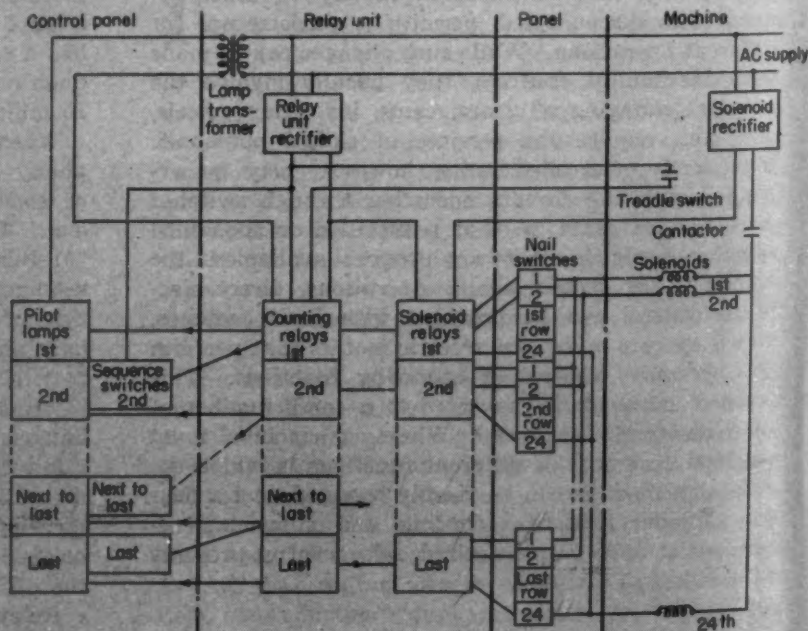 Control panel
Relay unit
Panel
Machine
AC supply
Lamp
trans-
former
Relay
unit
rectifier
Solenoid
rectifier
Treadle switch
Contactor
Nail
switches
Solenoids
1st
2nd
Pilot
lamps
1st
2nd
Sequence
switches
2nd
Next to
last
Next to
last
Last
Last
Counting
relays
1st
2nd
Next to
last
Last
Solenoid
relays
1st
2nd
Last
1
2
1st
row
24
1
2
2nd
row
24
1
2
Last
row
24
24th